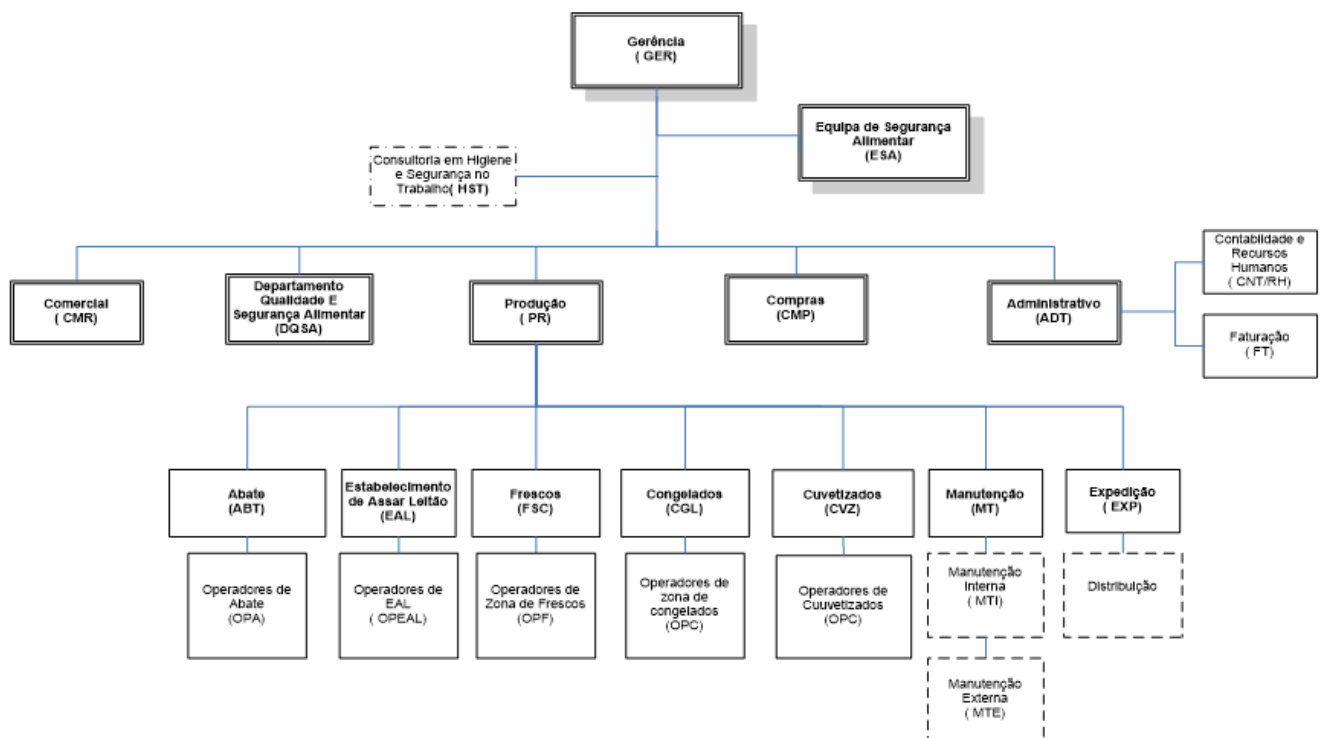 Gerência
( GER)
Equipa de Segurança
Alimentar
(ESA)
Consultoria em Higiene
e Segurança no
Trabalho( HST)
Comercial
( CMR)
Departamento
Qualidade E
Segurança Alimentar
(DQSA)
Produção
( PR)
Compras
(CMP)
Administrativo
(ADT)
Contabilidade e
Recursos
Humanos
( CNT/RH)
Faturação
( FT)
Abate
(ABT)
Estabelecimento
de Assar Leitão
(EAL)
Frescos
(FSC)
Congelados
(CGL)
Cuvetizados
(CVZ)
Manutenção
(MT)
Expedição
( EXP)
Operadores de
Abate
(OPA)
Operadores de
EAL
( OPEAL)
Operadores de
Zona de Frescos
(OPF)
Operadores de
zona de
congelados
(OPC)
Operadores de
Cuuvetizados
(OPC)
Manutenção
Interna
( MTI)
Distribuição
Manutenção
Externa
( MTE)